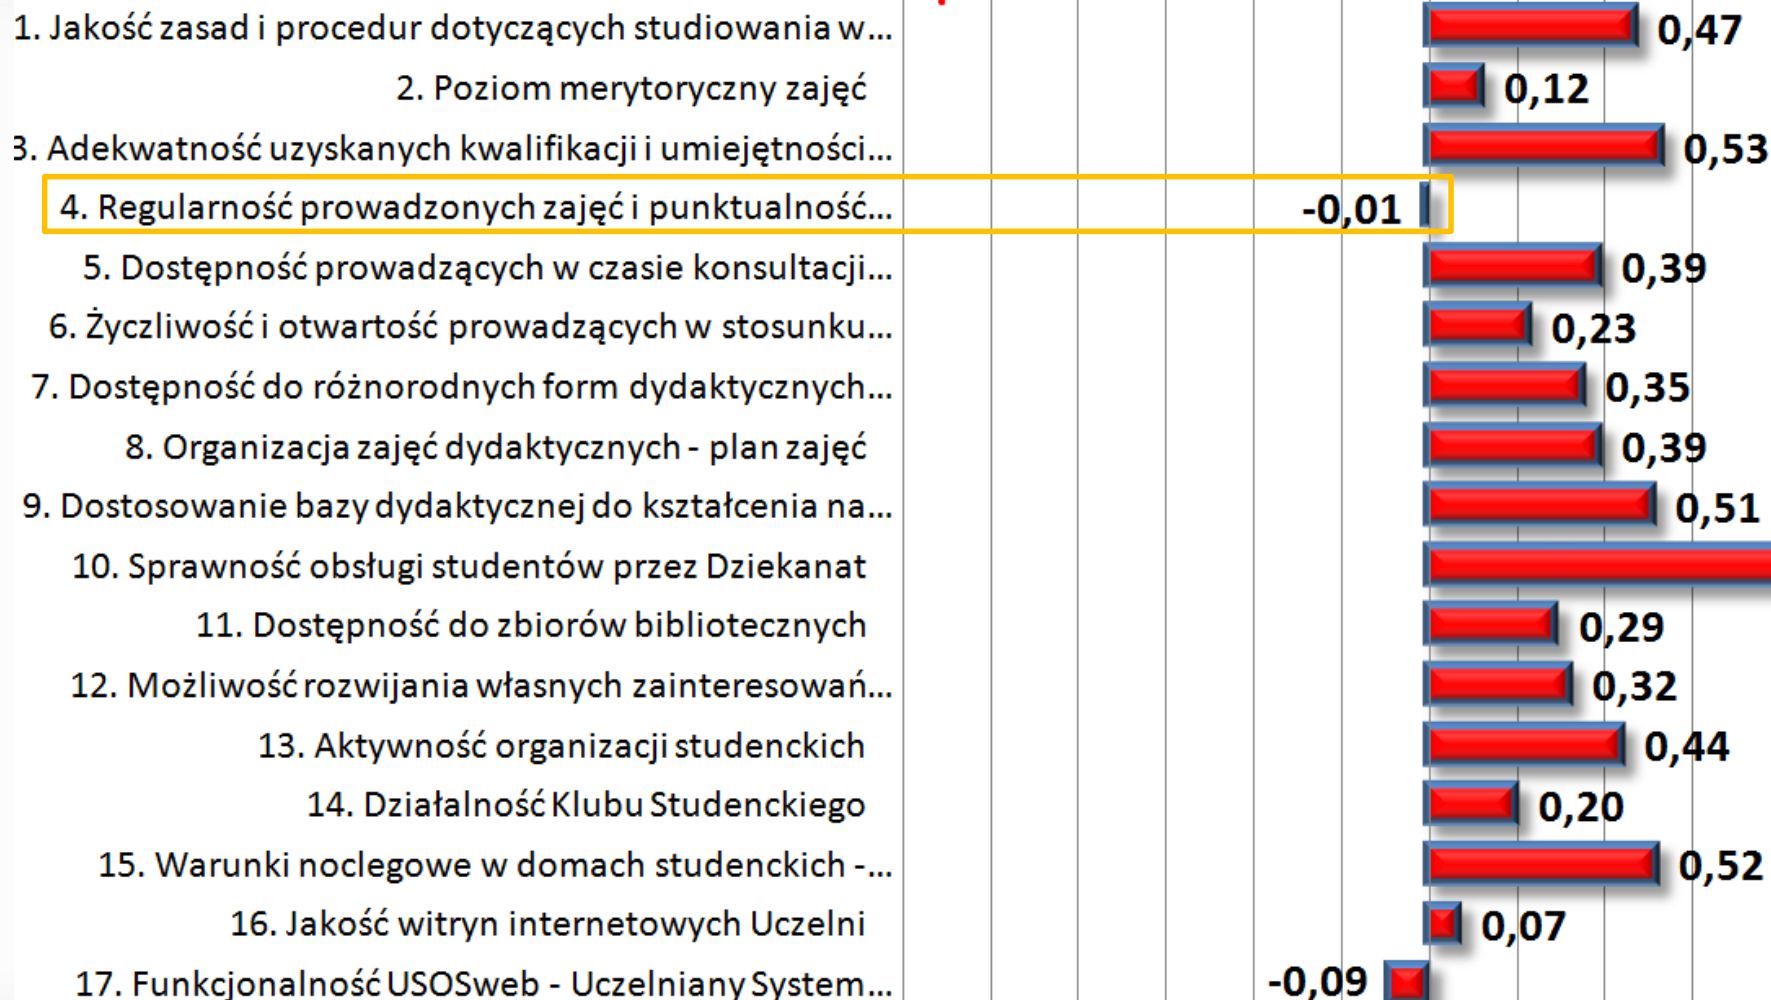 1. Jakość zasad i procedur dotyczących studiowania w... 0,47
2. Poziom merytoryczny zajęć 0,12
3. Adekwatność uzyskanych kwalifikacji i umiejętności... 0,53
4. Regularność prowadzonych zajęć i punktualność... -0,01
5. Dostępność prowadzących w czasie konsultacji... 0,39
6. Życzliwość i otwartość prowadzących w stosunku... 0,23
7. Dostępność do różnorodnych form dydaktycznych... 0,35
8. Organizacja zajęć dydaktycznych - plan zajęć 0,39
9. Dostosowanie bazy dydaktycznej do kształcenia na... 0,51
10. Sprawność obsługi studentów przez Dziekanat
11. Dostępność do zbiorów bibliotecznych 0,29
12. Możliwość rozwijania własnych zainteresowań... 0,32
13. Aktywność organizacji studenckich 0,44
14. Działalność Klubu Studenckiego 0,20
15. Warunki noclegowe w domach studenckich -... 0,52
16. Jakość witryn internetowych Uczelni 0,07
17. Funkcjonalność USOSweb - Uczelniany System... -0,09